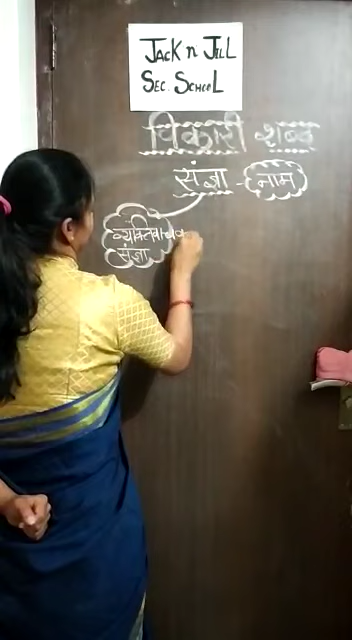 JACK n JILL
SEC. SCHOOL
विकारी शब्द
संज्ञा - नाम
व्यक्तिवाचक
संज्ञा